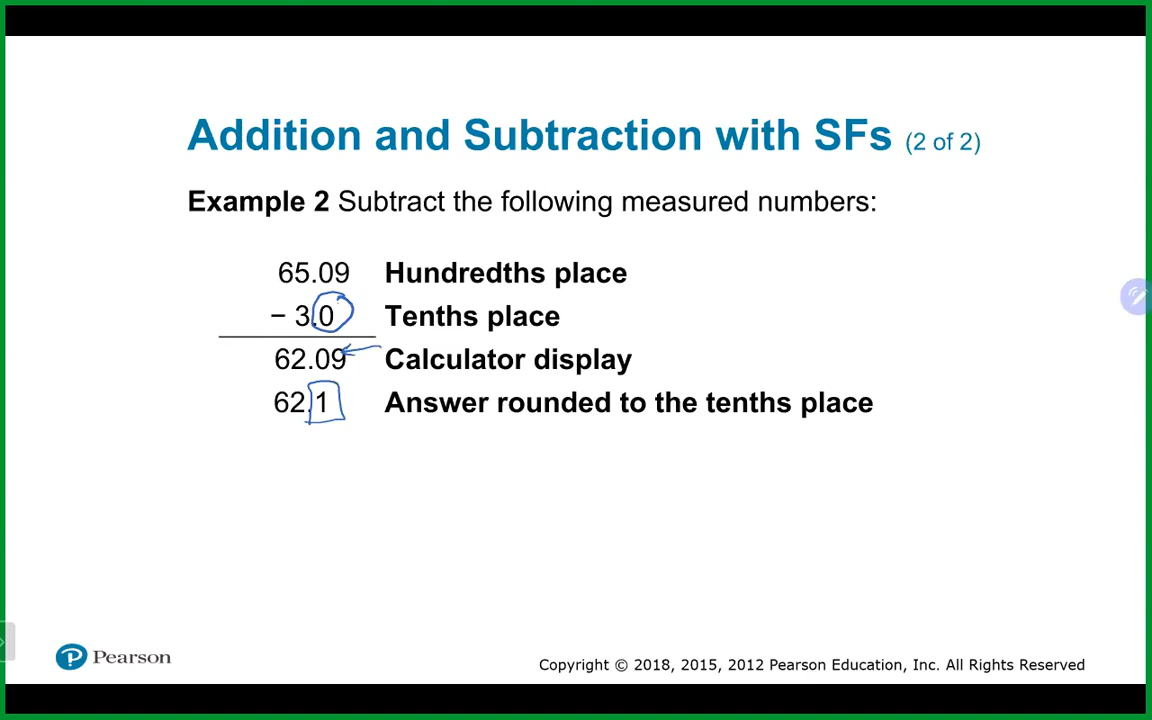 Addition and Subtraction with SFs (2 of 2)
Example 2 Subtract the following measured numbers:
65.09 Hundredths place
− 3.0 Tenths place
62.09 Calculator display
62.1 Answer rounded to the tenths place
Pearson
Copyright © 2018, 2015, 2012 Pearson Education, Inc. All Rights Reserved